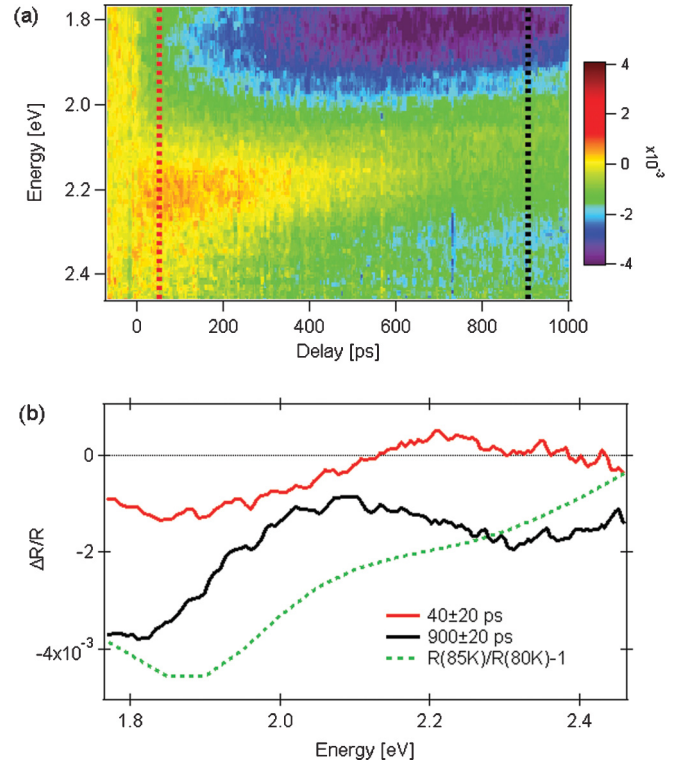 (a)
1.8
2.0
2.2
2.4
Energy [eV]
0 200 400 600 800 1000
Delay [ps]
4
2
0
-2
-4
x10⁻³
(b)
0
-2
-4x10⁻³
ΔR/R
40±20 ps
900±20 ps
R(85K)/R(80K)-1
1.8 2.0 2.2 2.4
Energy [eV]